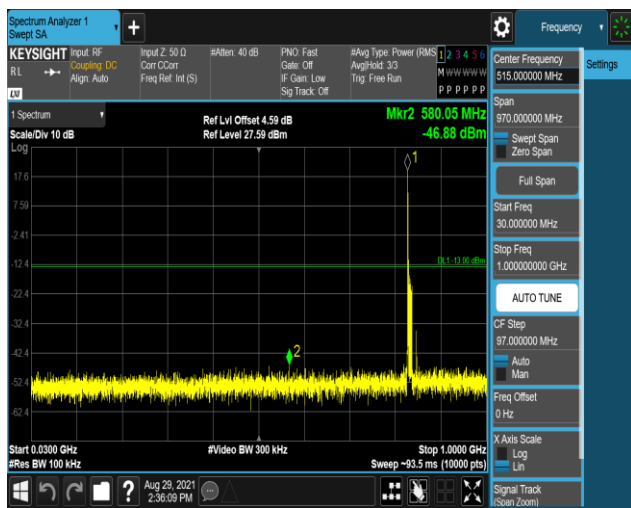 Spectrum Analyzer 1
Swept SA
Frequency
KEYSIGHT
RL
LXI
Input: RF
Coupling: DC
Align: Auto
Input Z: 50 Ω
Corr CCorr
Freq Ref: Int (S)
#Atten: 40 dB
PNO: Fast
Gate: Off
IF Gain: Low
Sig Track: Off
#Avg Type: Power (RMS
Avg|Hold: 3/3
Trig: Free Run
1 2 3 4 5 6
M W W W W W
P P P P P P
1 Spectrum
Scale/Div 10 dB
Ref Lvl Offset 4.59 dB
Ref Level 27.59 dBm
Mkr2 580.05 MHz
-46.88 dBm
Log
17.6
7.59
-2.41
-12.4
-22.4
-32.4
-42.4
-52.4
-62.4
1
DL1 -13.00 dBm
2
Start 0.0300 GHz
#Res BW 100 kHz
#Video BW 300 kHz
Stop 1.0000 GHz
Sweep ~93.5 ms (10000 pts)
Aug 29, 2021
2:36:09 PM
Center Frequency
515.000000 MHz
Span
970.000000 MHz
Swept Span
Zero Span
Full Span
Start Freq
30.000000 MHz
Stop Freq
1.000000000 GHz
AUTO TUNE
CF Step
97.000000 MHz
Auto
Man
Freq Offset
0 Hz
X Axis Scale
Log
Lin
Signal Track
(Span Zoom)
Settings